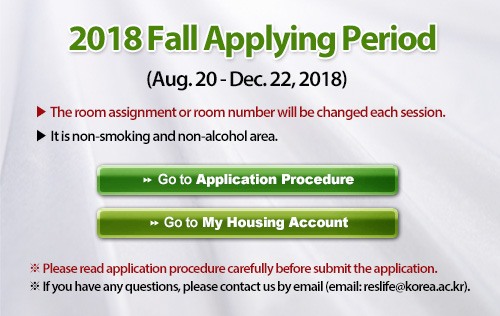 2018 Fall Applying Period
(Aug. 20 - Dec. 22, 2018)
▶ The room assignment or room number will be changed each session.
▶ It is non-smoking and non-alcohol area.
▸▸ Go to Application Procedure
▸▸ Go to My Housing Account
※ Please read application procedure carefully before submit the application.
※ If you have any questions, please contact us by email (email: reslife@korea.ac.kr).